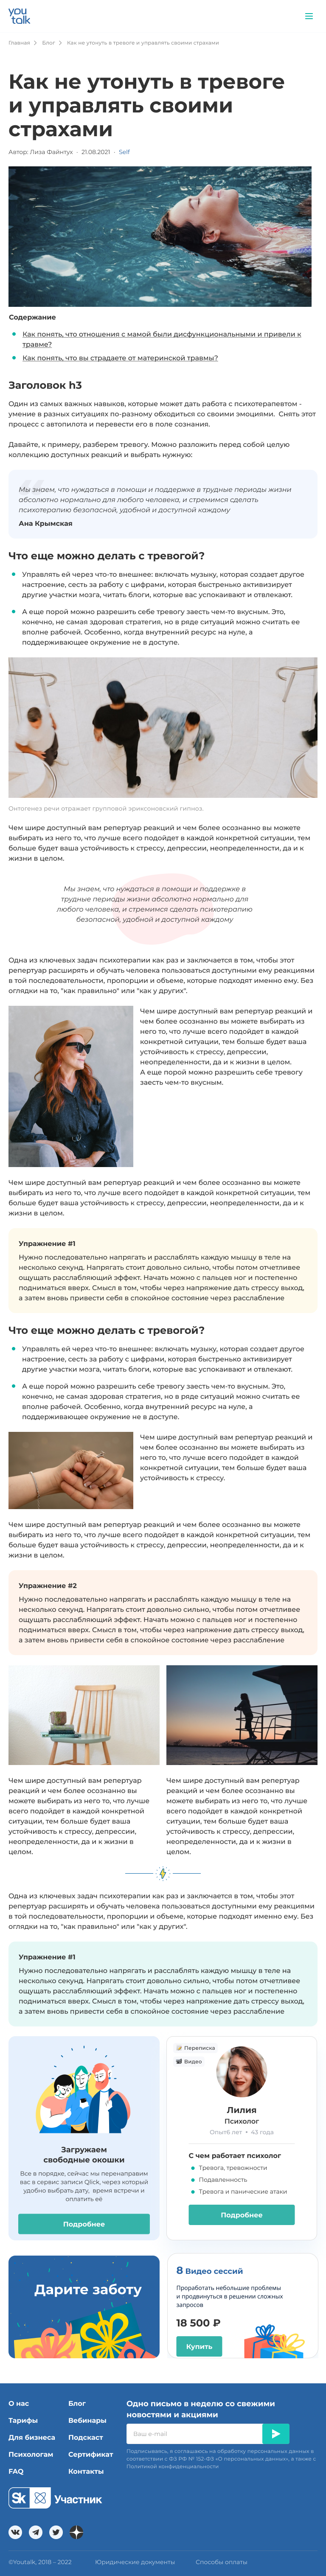 you
talk
Главная > Блог > Как не утонуть в тревоге и управлять своими страхами
Как не утонуть в тревоге
и управлять своими
страхами
Автор: Лиза Файнтух · 21.08.2021 · Self
Содержание
Как понять, что отношения с мамой были дисфункциональными и привели к
травме?
Как понять, что вы страдаете от материнской травмы?
Заголовок h3
Один из самых важных навыков, которые может дать работа с психотерапевтом -
умение в разных ситуациях по-разному обходиться со своими эмоциями. Снять этот
процесс с автопилота и перевести его в поле сознания.
Давайте, к примеру, разберем тревогу. Можно разложить перед собой целую
коллекцию доступных реакций и выбрать нужную:
Мы знаем, что нуждаться в помощи и поддержке в трудные периоды жизни
абсолютно нормально для любого человека, и стремимся сделать
психотерапию безопасной, удобной и доступной каждому
Ана Крымская
Что еще можно делать с тревогой?
Управлять ей через что-то внешнее: включать музыку, которая создает другое
настроение, сесть за работу с цифрами, которая быстренько активизирует
другие участки мозга, читать блоги, которые вас успокаивают и отвлекают.
А еще порой можно разрешить себе тревогу заесть чем-то вкусным. Это,
конечно, не самая здоровая стратегия, но в ряде ситуаций можно считать ее
вполне рабочей. Особенно, когда внутренний ресурс на нуле, а
поддерживающее окружение не в доступе.
Онтогенез речи отражает групповой эриксоновский гипноз.
Чем шире доступный вам репертуар реакций и чем более осознанно вы можете
выбирать из него то, что лучше всего подойдет в каждой конкретной ситуации, тем
больше будет ваша устойчивость к стрессу, депрессии, неопределенности, да и к
жизни в целом.
Мы знаем, что нуждаться в помощи и поддержке в
трудные периоды жизни абсолютно нормально для
любого человека, и стремимся сделать психотерапию
безопасной, удобной и доступной каждому
Одна из ключевых задач психотерапии как раз и заключается в том, чтобы этот
репертуар расширять и обучать человека пользоваться доступными ему реакциями
в той последовательности, пропорции и объеме, которые подходят именно ему. Без
оглядки на то, "как правильно" или "как у других".
Чем шире доступный вам репертуар реакций и
чем более осознанно вы можете выбирать из
него то, что лучше всего подойдет в каждой
конкретной ситуации, тем больше будет ваша
устойчивость к стрессу, депрессии,
неопределенности, да и к жизни в целом.
А еще порой можно разрешить себе тревогу
заесть чем-то вкусным.
Чем шире доступный вам репертуар реакций и чем более осознанно вы можете
выбирать из него то, что лучше всего подойдет в каждой конкретной ситуации, тем
больше будет ваша устойчивость к стрессу, депрессии, неопределенности, да и к
жизни в целом.
Упражнение #1
Нужно последовательно напрягать и расслаблять каждую мышцу в теле на
несколько секунд. Напрягать стоит довольно сильно, чтобы потом отчетливее
ощущать расслабляющий эффект. Начать можно с пальцев ног и постепенно
подниматься вверх. Смысл в том, чтобы через напряжение дать стрессу выход,
а затем вновь привести себя в спокойное состояние через расслабление
Что еще можно делать с тревогой?
Управлять ей через что-то внешнее: включать музыку, которая создает другое
настроение, сесть за работу с цифрами, которая быстренько активизирует
другие участки мозга, читать блоги, которые вас успокаивают и отвлекают.
А еще порой можно разрешить себе тревогу заесть чем-то вкусным. Это,
конечно, не самая здоровая стратегия, но в ряде ситуаций можно считать ее
вполне рабочей. Особенно, когда внутренний ресурс на нуле, а
поддерживающее окружение не в доступе.
Чем шире доступный вам репертуар реакций и
чем более осознанно вы можете выбирать из
него то, что лучше всего подойдет в каждой
конкретной ситуации, тем больше будет ваша
устойчивость к стрессу.
Чем шире доступный вам репертуар реакций и чем более осознанно вы можете
выбирать из него то, что лучше всего подойдет в каждой конкретной ситуации, тем
больше будет ваша устойчивость к стрессу, депрессии, неопределенности, да и к
жизни в целом.
Упражнение #2
Нужно последовательно напрягать и расслаблять каждую мышцу в теле на
несколько секунд. Напрягать стоит довольно сильно, чтобы потом отчетливее
ощущать расслабляющий эффект. Начать можно с пальцев ног и постепенно
подниматься вверх. Смысл в том, чтобы через напряжение дать стрессу выход,
а затем вновь привести себя в спокойное состояние через расслабление
Чем шире доступный вам репертуар
реакций и чем более осознанно вы
можете выбирать из него то, что лучше
всего подойдет в каждой конкретной
ситуации, тем больше будет ваша
устойчивость к стрессу, депрессии,
неопределенности, да и к жизни в
целом.
Чем шире доступный вам репертуар
реакций и чем более осознанно вы
можете выбирать из него то, что лучше
всего подойдет в каждой конкретной
ситуации, тем больше будет ваша
устойчивость к стрессу, депрессии,
неопределенности, да и к жизни в
целом.
Одна из ключевых задач психотерапии как раз и заключается в том, чтобы этот
репертуар расширять и обучать человека пользоваться доступными ему реакциями
в той последовательности, пропорции и объеме, которые подходят именно ему. Без
оглядки на то, "как правильно" или "как у других".
Упражнение #1
Нужно последовательно напрягать и расслаблять каждую мышцу в теле на
несколько секунд. Напрягать стоит довольно сильно, чтобы потом отчетливее
ощущать расслабляющий эффект. Начать можно с пальцев ног и постепенно
подниматься вверх. Смысл в том, чтобы через напряжение дать стрессу выход,
а затем вновь привести себя в спокойное состояние через расслабление
Загружаем
свободные окошки
Все в порядке, сейчас мы перенаправим
вас в сервис записи Qlick, через который
удобно выбрать дату, время встречи и
оплатить её
Подробнее
Переписка
Видео
Лилия
Психолог
Опыт6 лет • 43 года
С чем работает психолог
Тревога, тревожности
Подавленность
Тревога и панические атаки
Подробнее
Дарите заботу
8 Видео сессий
Проработать небольшие проблемы
и продвинуться в решении сложных
запросов
18 500 ₽
Купить
О нас
Тарифы
Для бизнеса
Психологам
FAQ
Блог
Вебинары
Подскаст
Сертификат
Контакты
Одно письмо в неделю со свежими
новостями и акциями
Ваш e-mail
Подписываясь, я соглашаюсь на обработку персональных данных в
соответствии с ФЗ РФ № 152-ФЗ «О персональных данных», а также с
Политикой конфиденциальности
Sk Участник
©Youtalk, 2018 – 2022
Юридические документы
Способы оплаты